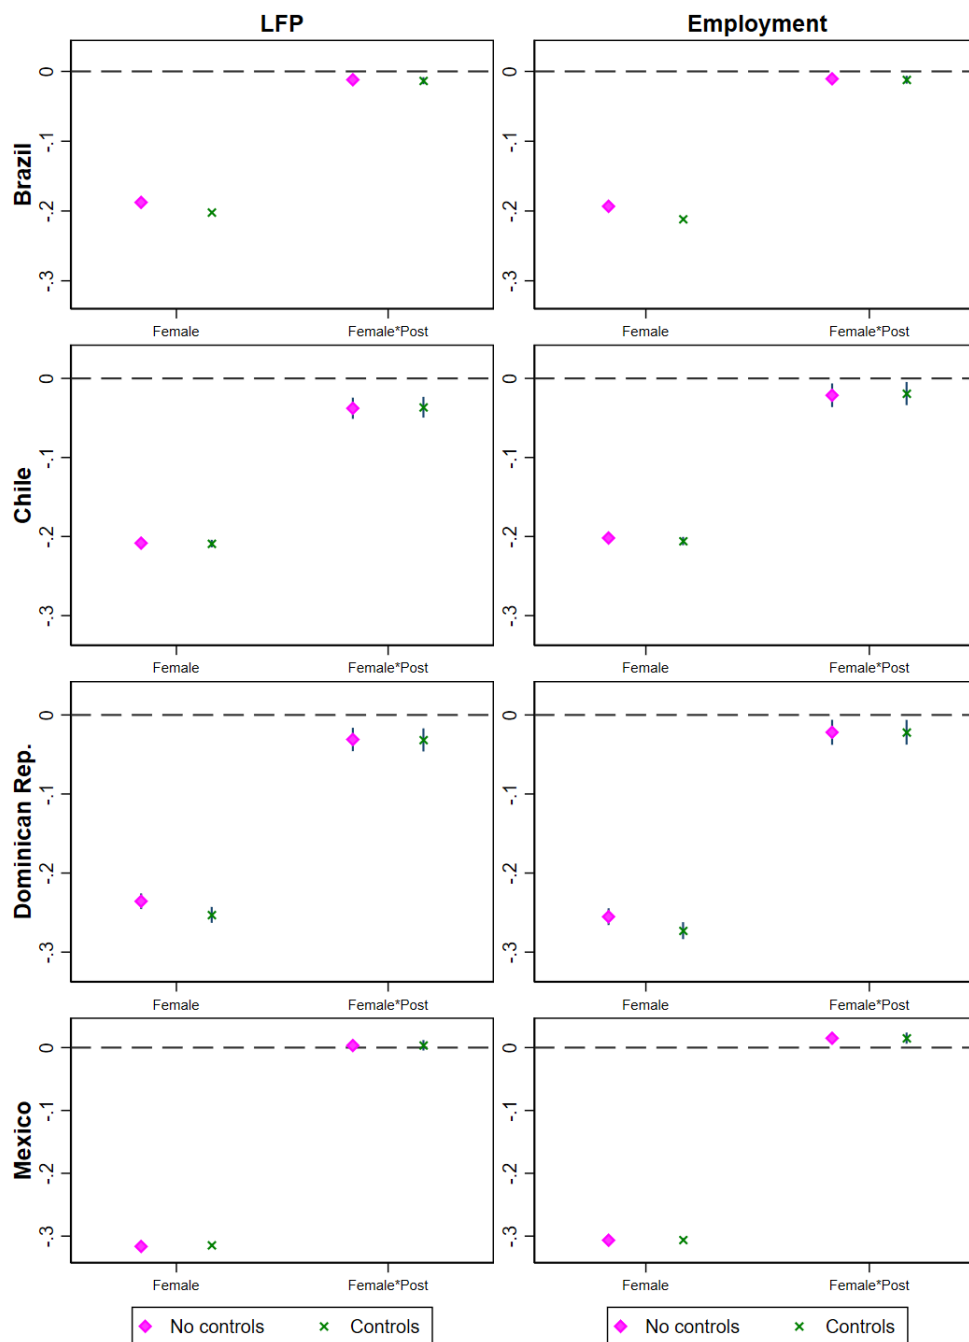 LFP
Employment
Brazil
0
-.1
-.2
-.3
Female
Female*Post
0
-.1
-.2
-.3
Female
Female*Post
Chile
0
-.1
-.2
-.3
Female
Female*Post
0
-.1
-.2
-.3
Female
Female*Post
Dominican Rep.
0
-.1
-.2
-.3
Female
Female*Post
0
-.1
-.2
-.3
Female
Female*Post
Mexico
0
-.1
-.2
-.3
Female
Female*Post
0
-.1
-.2
-.3
Female
Female*Post
No controls
Controls
No controls
Controls